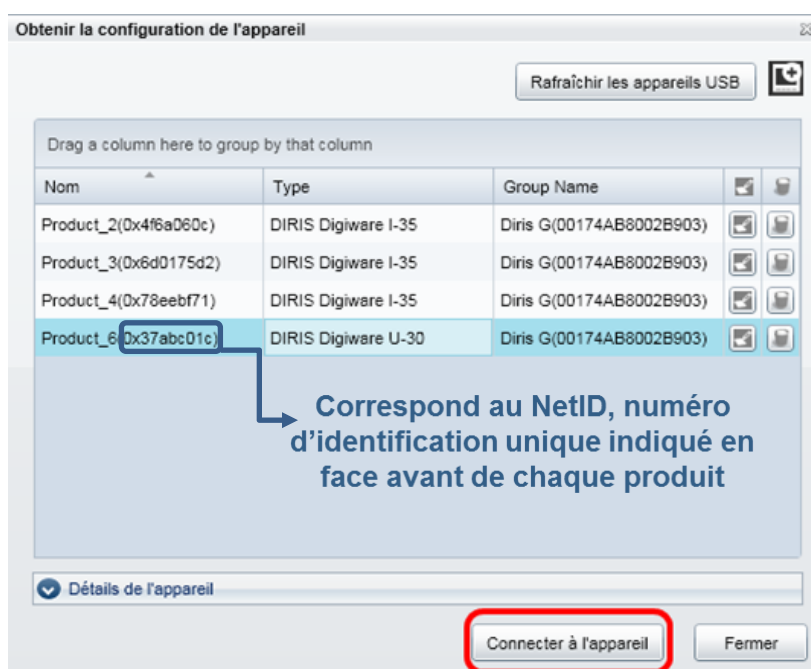 Obtenir la configuration de l'appareil
Rafraîchir les appareils USB
Drag a column here to group by that column
Nom Type Group Name
Product_2(0x4f6a060c) DIRIS Digiware I-35 Diris G(00174AB8002B903)
Product_3(0x6d0175d2) DIRIS Digiware I-35 Diris G(00174AB8002B903)
Product_4(0x78eebf71) DIRIS Digiware I-35 Diris G(00174AB8002B903)
Product_6(0x37abc01c) DIRIS Digiware U-30 Diris G(00174AB8002B903)
Correspond au NetID, numéro
d’identification unique indiqué en
face avant de chaque produit
Détails de l'appareil
Connecter à l'appareil Fermer